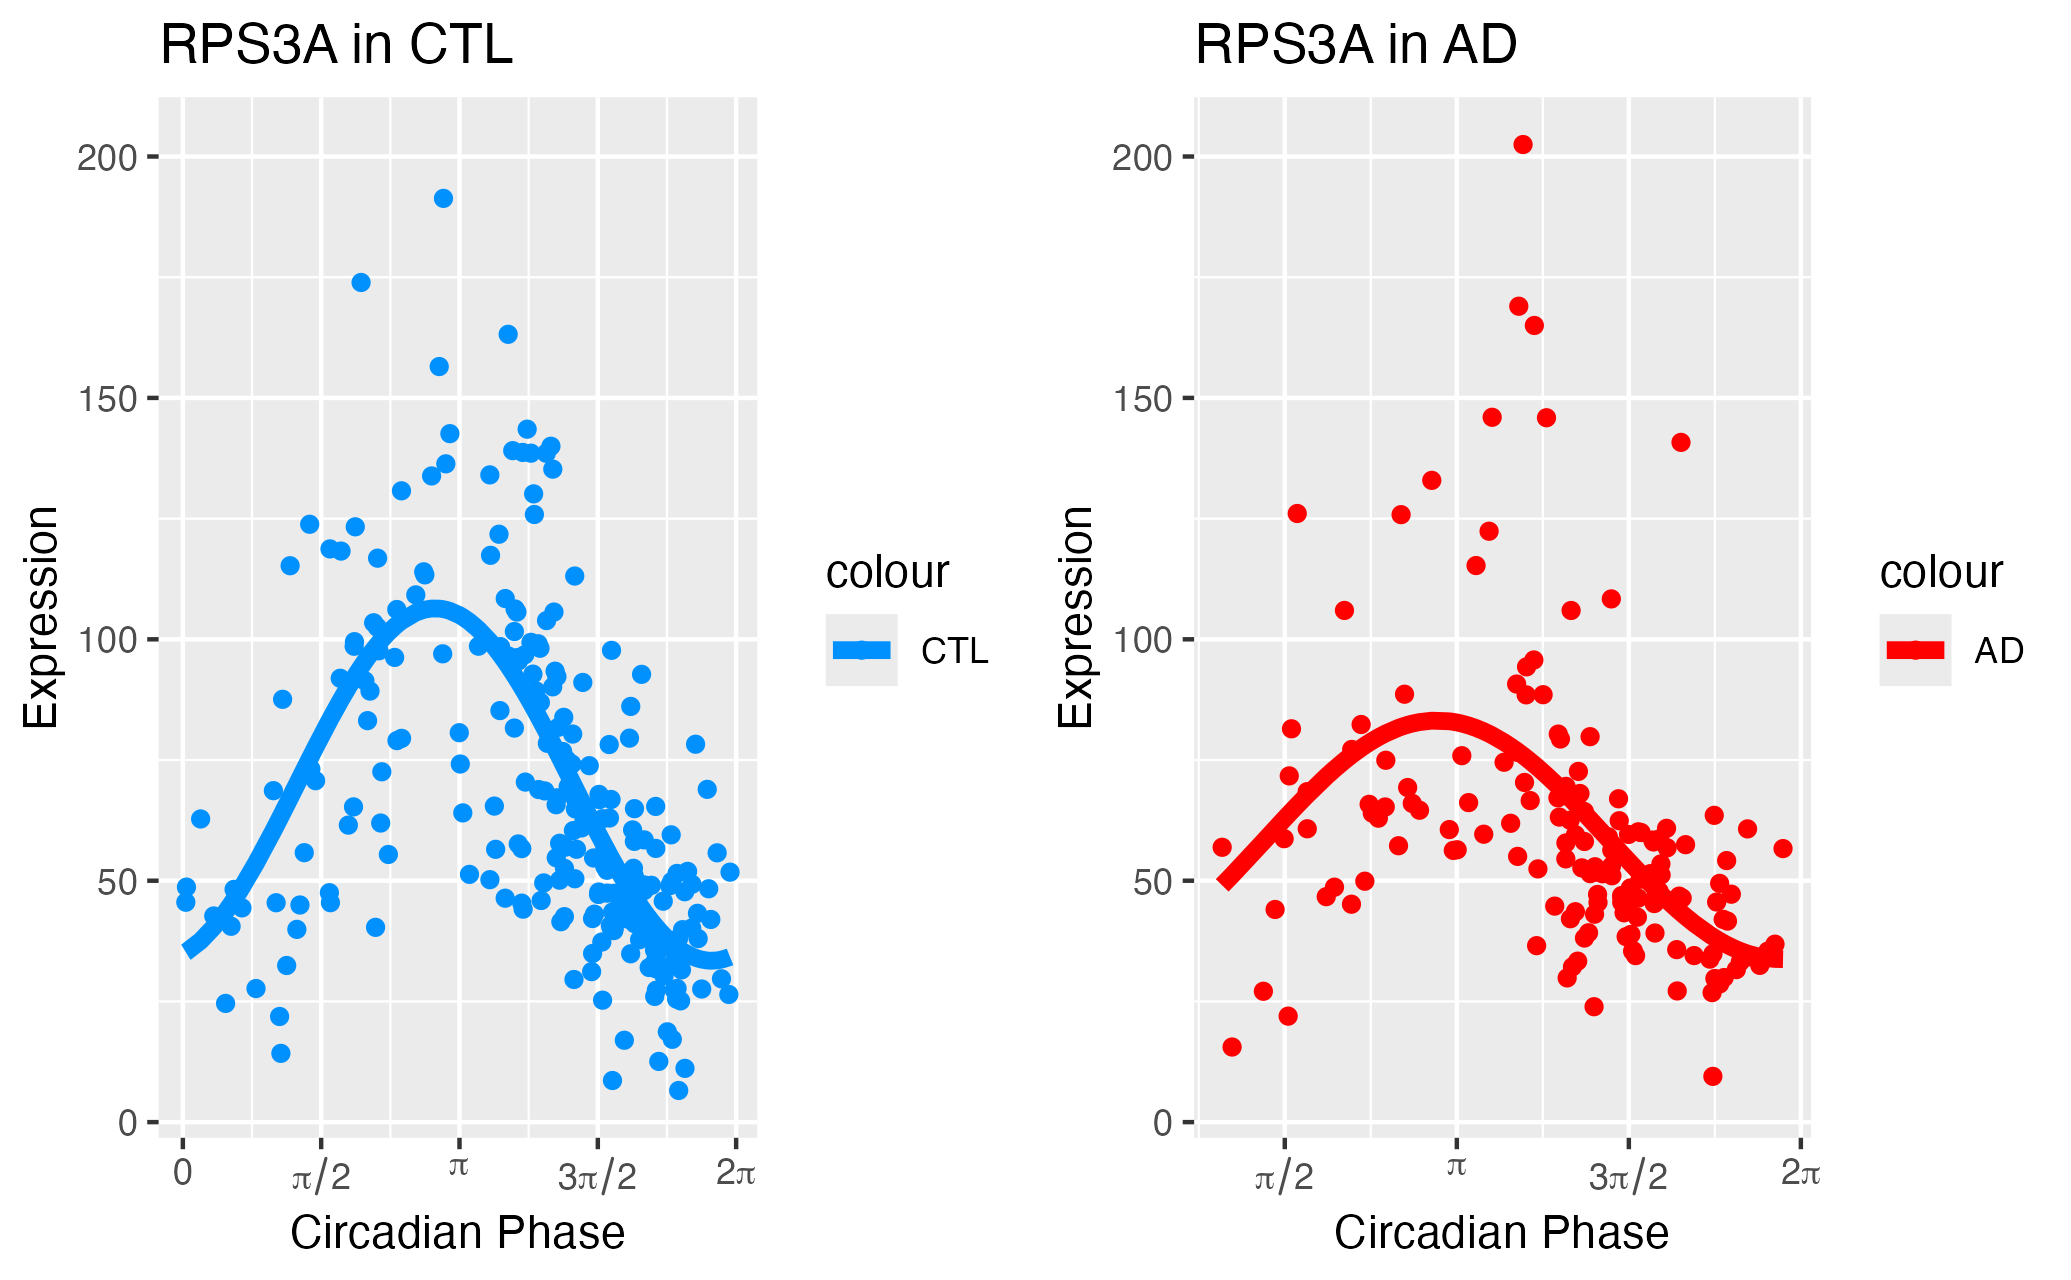 RPS3A in CTL
200
150
100
50
0
Expression
0 π/2 π 3π/2 2π
Circadian Phase
colour
CTL
RPS3A in AD
200
150
100
50
0
Expression
π/2 π 3π/2 2π
Circadian Phase
colour
AD